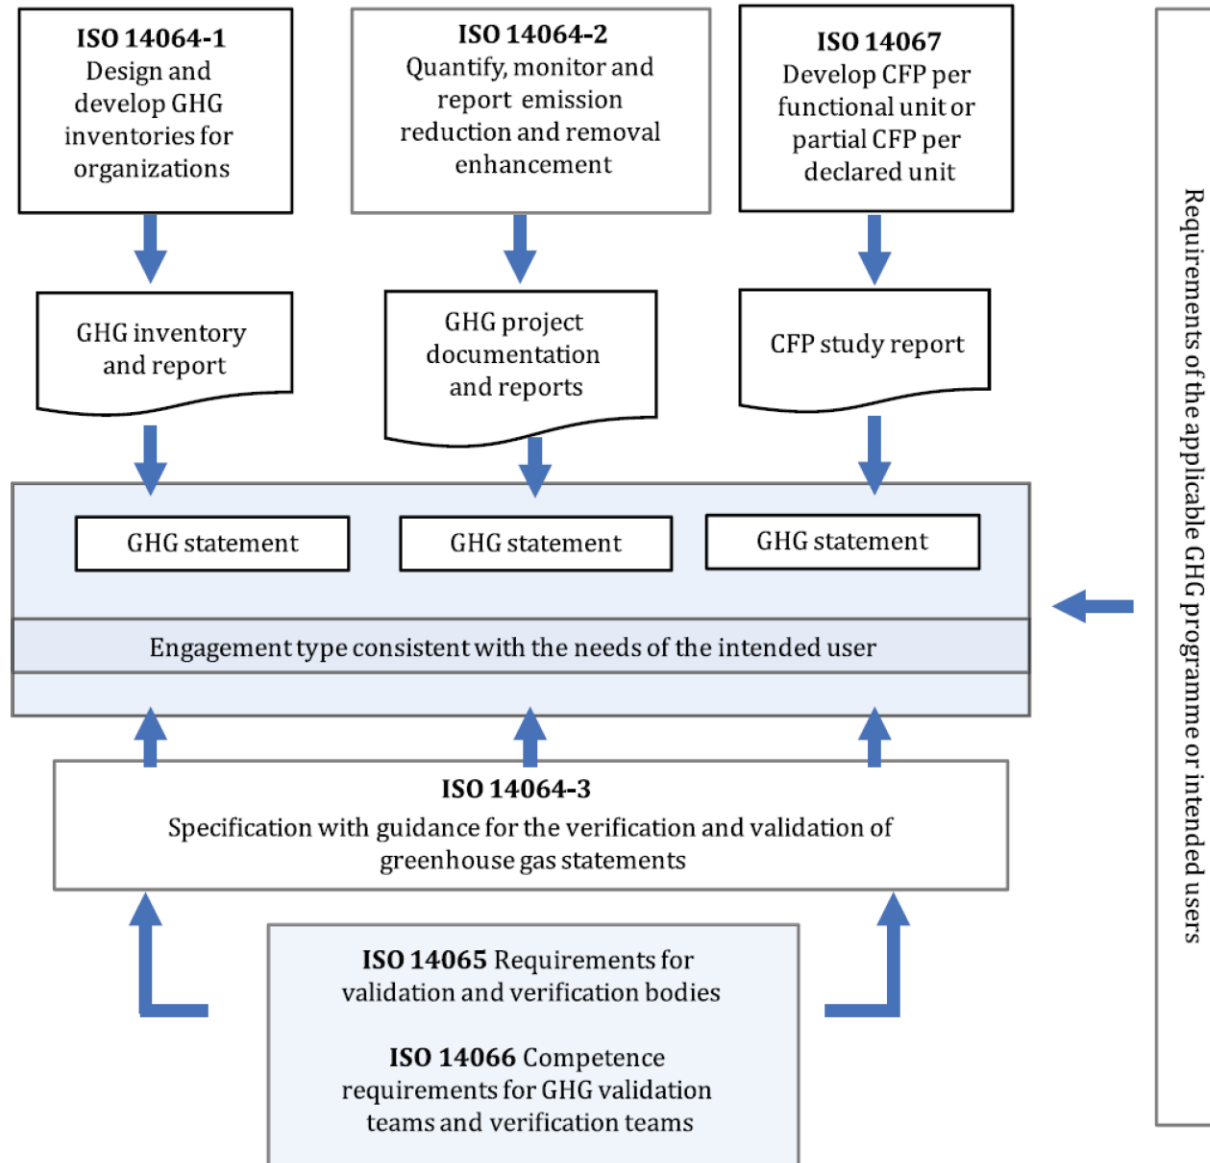 ISO 14064-1
Design and
develop GHG
inventories for
organizations
ISO 14064-2
Quantify, monitor and
report emission
reduction and removal
enhancement
ISO 14067
Develop CFP per
functional unit or
partial CFP per
declared unit
GHG inventory
and report
GHG project
documentation
and reports
CFP study report
GHG statement
GHG statement
GHG statement
Engagement type consistent with the needs of the intended user
ISO 14064-3
Specification with guidance for the verification and validation of
greenhouse gas statements
ISO 14065 Requirements for
validation and verification bodies
ISO 14066 Competence
requirements for GHG validation
teams and verification teams
Requirements of the applicable GHG programme or intended users